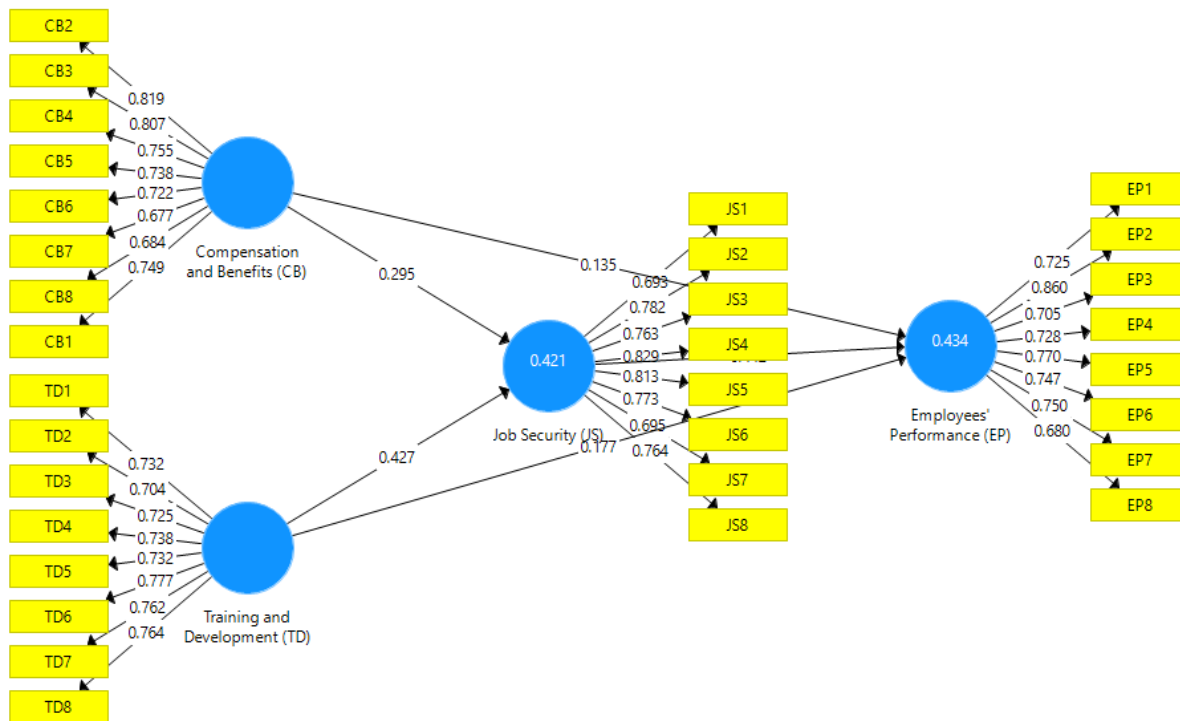 CB2
CB3
CB4
CB5
CB6
CB7
CB8
CB1
0.819
0.807
0.755
0.738
0.722
0.677
0.684
0.749
Compensation
and Benefits (CB)
TD1
TD2
TD3
TD4
TD5
TD6
TD7
TD8
0.732
0.704
0.725
0.738
0.732
0.777
0.762
0.764
Training and
Development (TD)
0.295
0.427
0.135
0.177
0.421
Job Security (JS)
0.693
0.782
0.763
0.829
0.813
0.773
0.695
0.764
JS1
JS2
JS3
JS4
JS5
JS6
JS7
JS8
0.434
Employees'
Performance (EP)
0.725
0.860
0.705
0.728
0.770
0.747
0.750
0.680
EP1
EP2
EP3
EP4
EP5
EP6
EP7
EP8